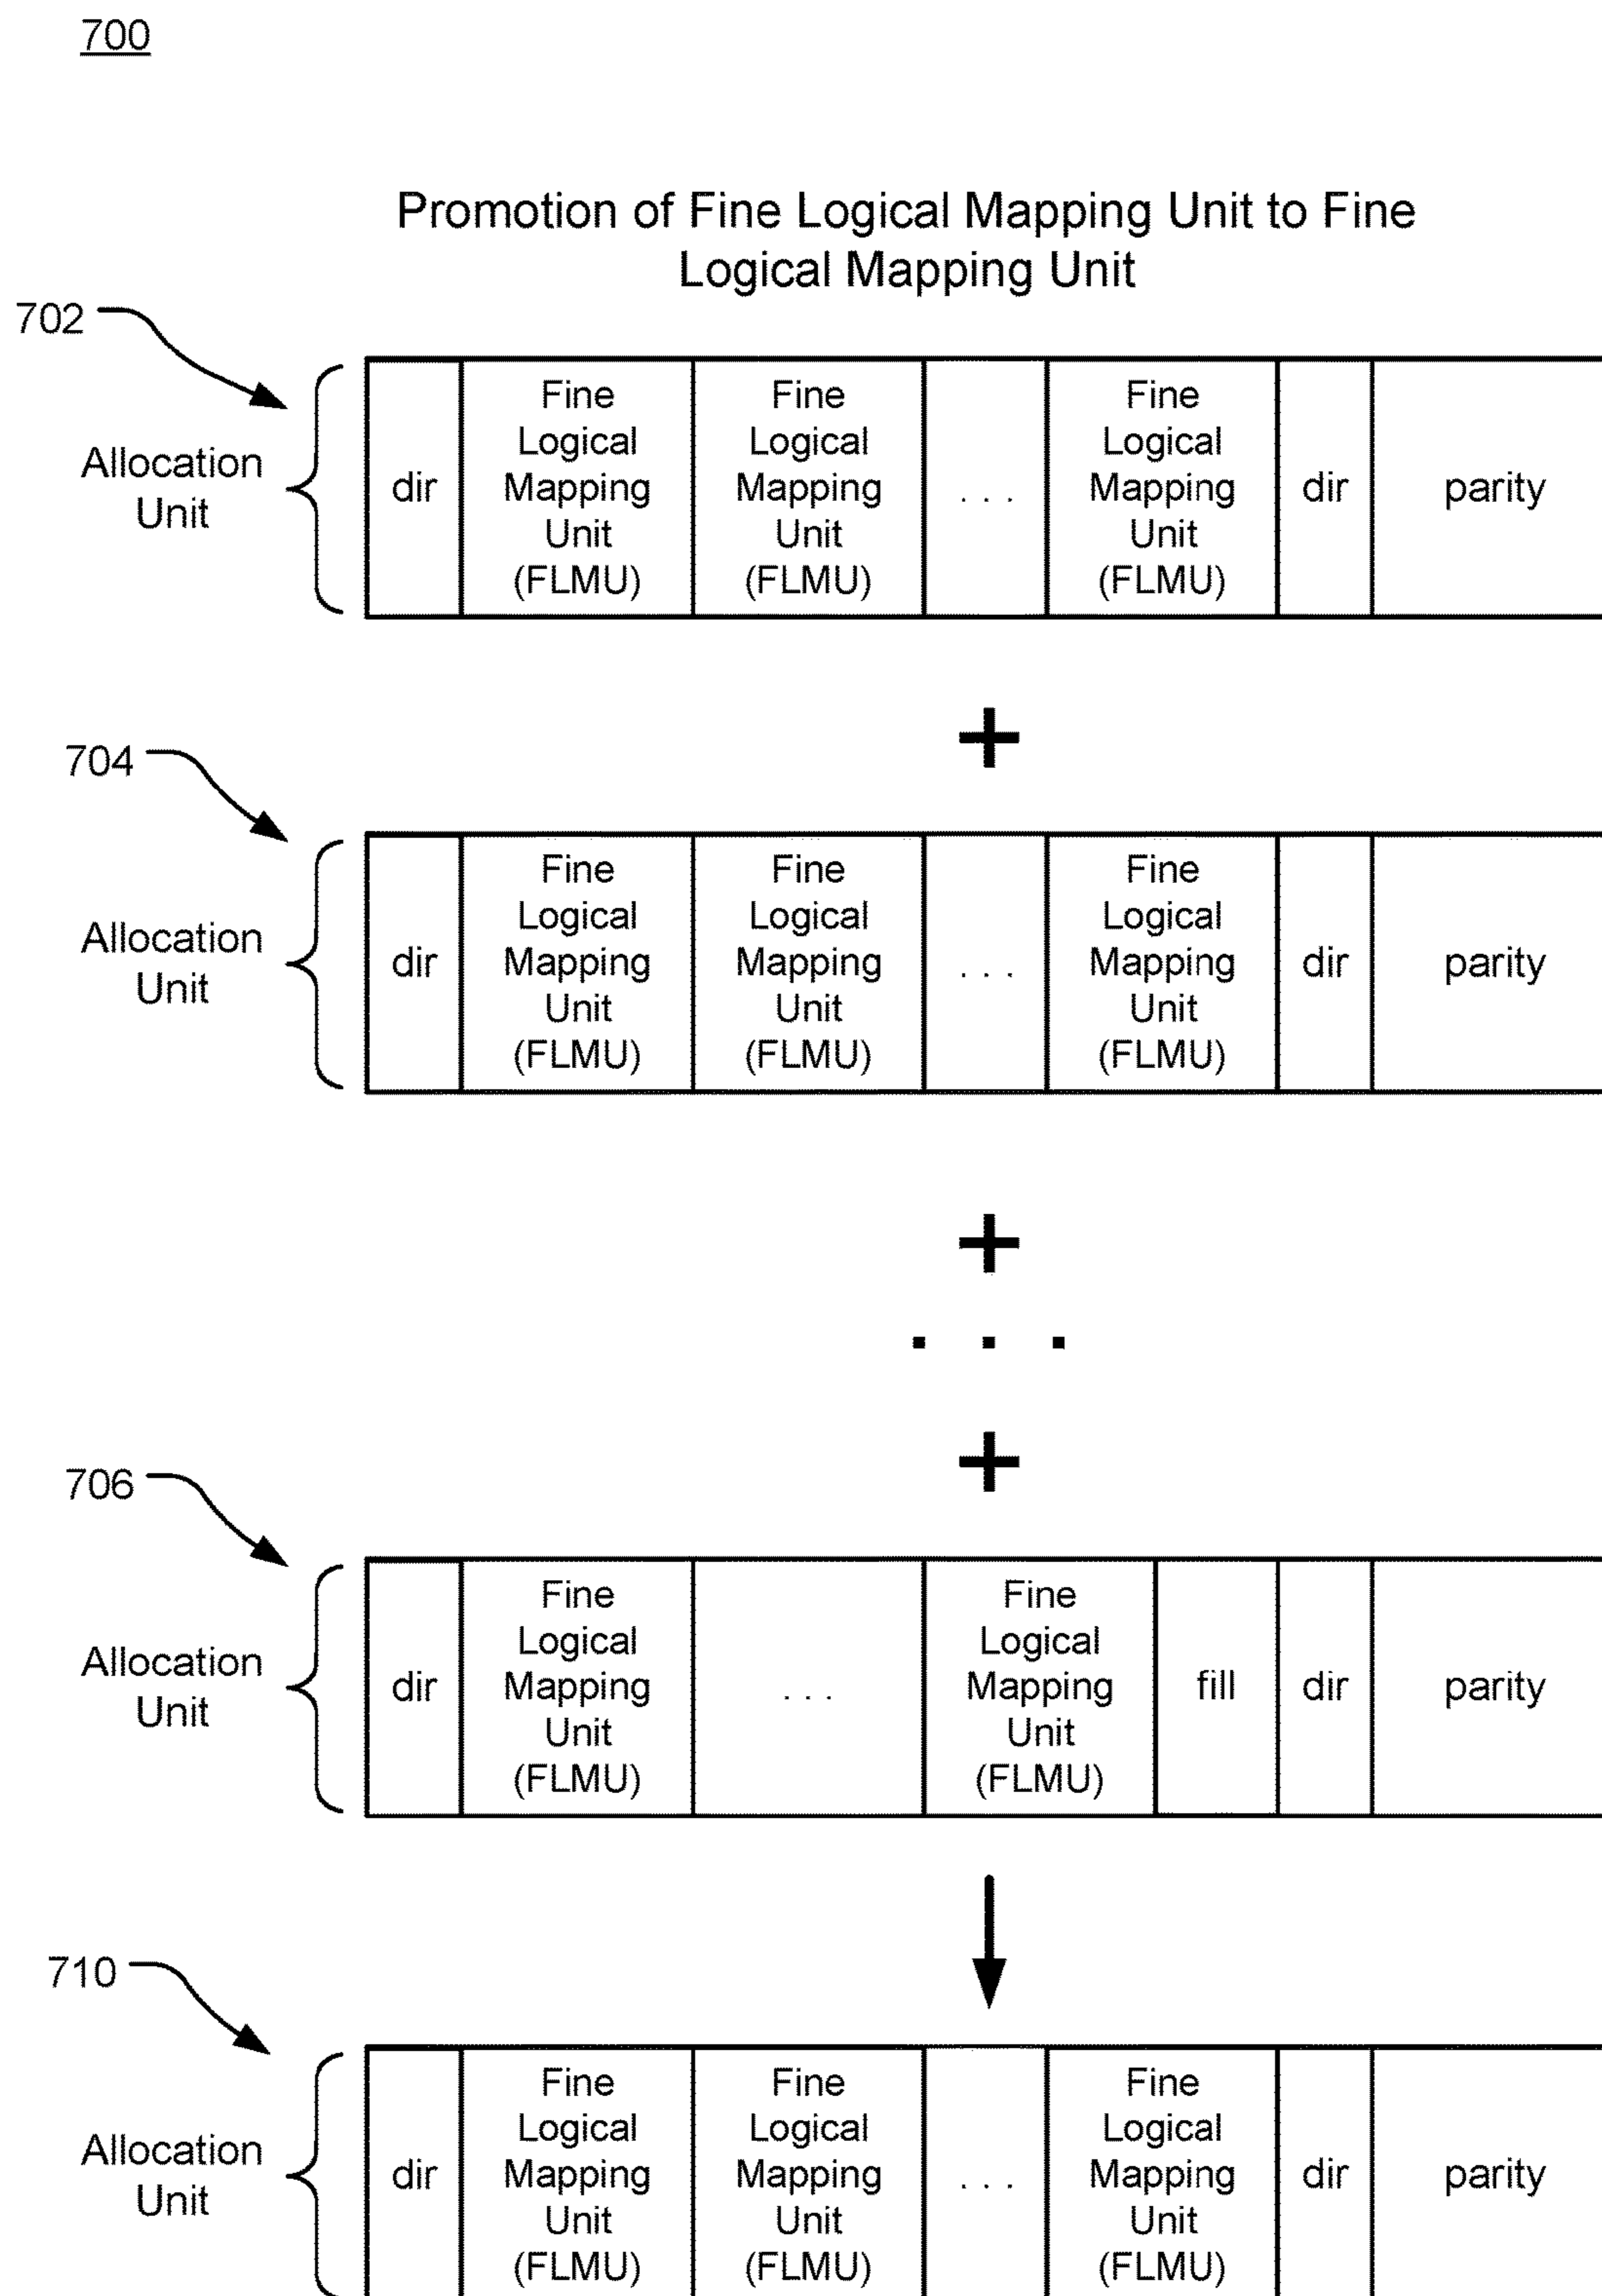 700
Promotion of Fine Logical Mapping Unit to Fine
Logical Mapping Unit
702
Allocation
Unit
dir
Fine
Logical
Mapping
Unit
(FLMU)
Fine
Logical
Mapping
Unit
(FLMU)
. . .
Fine
Logical
Mapping
Unit
(FLMU)
dir
parity
+
704
Allocation
Unit
dir
Fine
Logical
Mapping
Unit
(FLMU)
Fine
Logical
Mapping
Unit
(FLMU)
. . .
Fine
Logical
Mapping
Unit
(FLMU)
dir
parity
+
. . .
+
706
Allocation
Unit
dir
Fine
Logical
Mapping
Unit
(FLMU)
. . .
Fine
Logical
Mapping
Unit
(FLMU)
fill
dir
parity
710
Allocation
Unit
dir
Fine
Logical
Mapping
Unit
(FLMU)
Fine
Logical
Mapping
Unit
(FLMU)
. . .
Fine
Logical
Mapping
Unit
(FLMU)
dir
parity